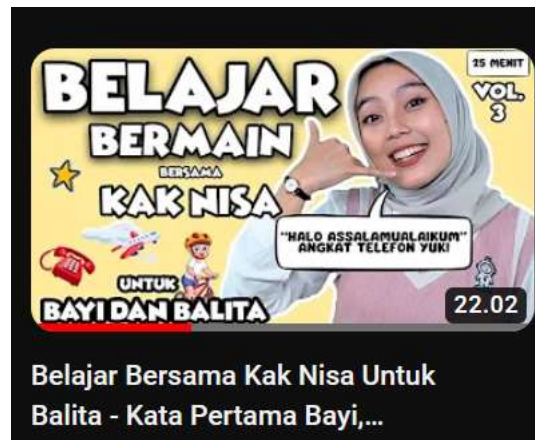 BELAJAR
BERMAIN
BERSAMA
KAK NISA
UNTUK
BAYI DAN BALITA
25 MENIT
VOL.
3
"HALO ASSALAMUALAIKUM"
ANGKAT TELEFON YUK!
22.02
Belajar Bersama Kak Nisa Untuk
Balita - Kata Pertama Bayi,...